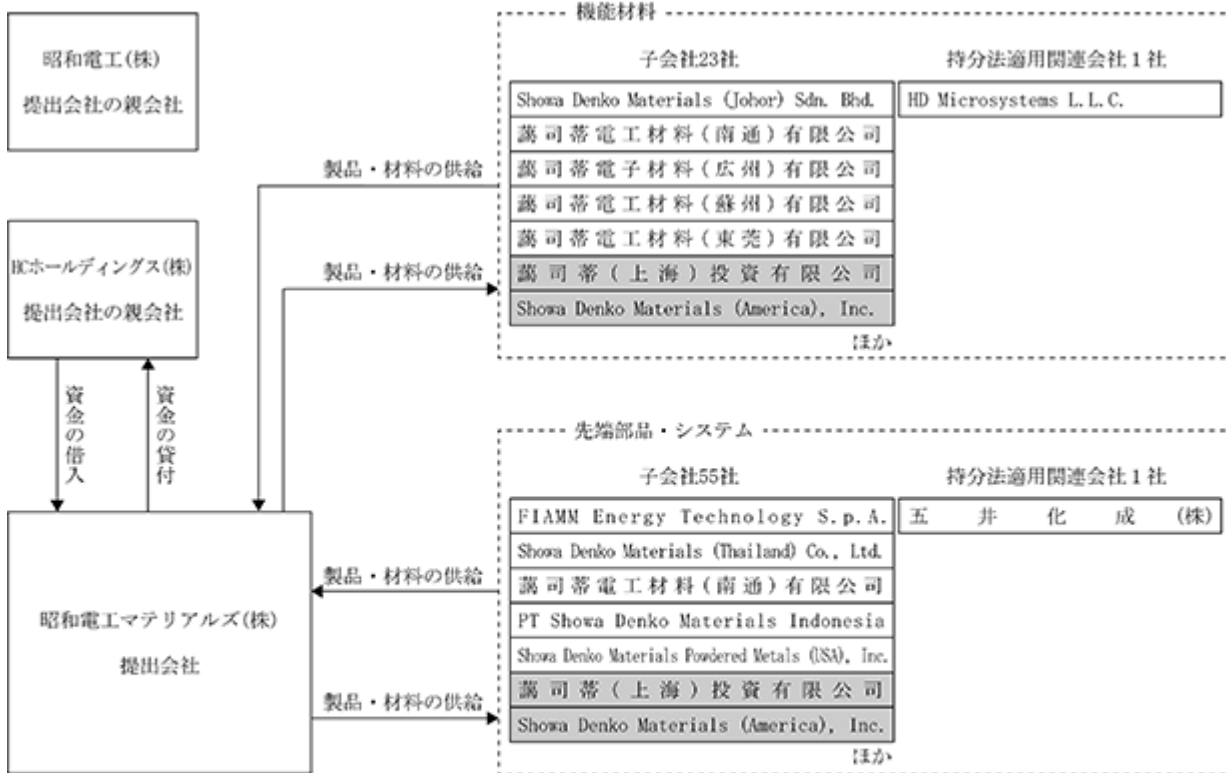 昭和電工(株)
提出会社の親会社
HCホールディングス(株)
提出会社の親会社
資金の借入
資金の貸付
昭和電工マテリアルズ(株)
提出会社
製品・材料の供給
製品・材料の供給
製品・材料の供給
製品・材料の供給
機能材料
子会社23社
持分法適用関連会社1社
Showa Denko Materials (Johor) Sdn. Bhd.
HD Microsystems L.L.C.
藹司蒂電工材料(南通)有限公司
藹司蒂電子材料(広州)有限公司
藹司蒂電工材料(蘇州)有限公司
藹司蒂電工材料(東莞)有限公司
藹司蒂(上海)投資有限公司
Showa Denko Materials (America), Inc.
ほか
先端部品・システム
子会社55社
持分法適用関連会社1社
FIAMM Energy Technology S.p.A.
五井化成(株)
Showa Denko Materials (Thailand) Co., Ltd.
藹司蒂電工材料(南通)有限公司
PT Showa Denko Materials Indonesia
Showa Denko Materials Powdered Metals (USA), Inc.
藹司蒂(上海)投資有限公司
Showa Denko Materials (America), Inc.
ほか